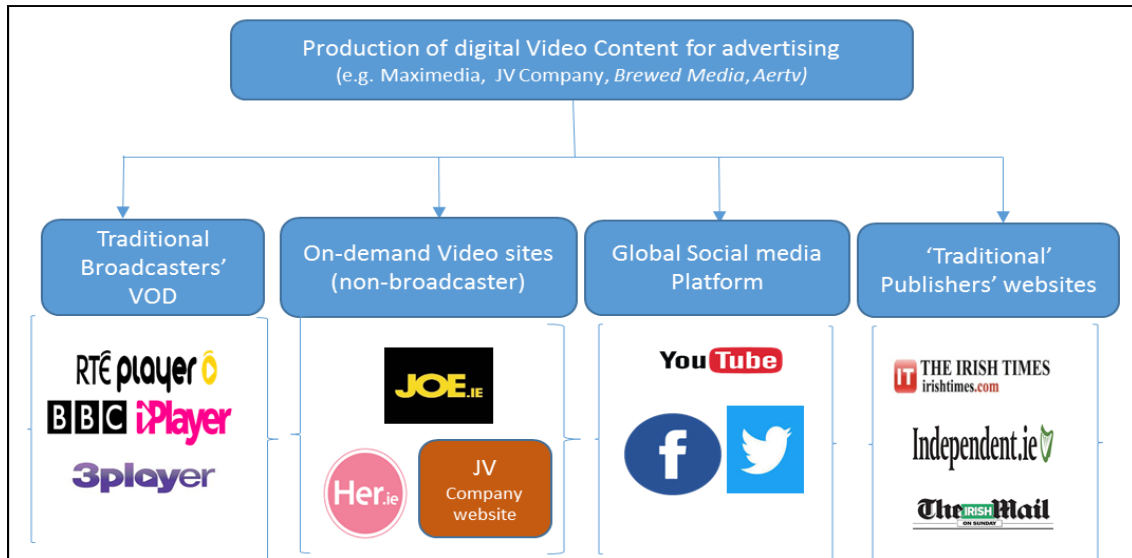 Production of digital Video Content for advertising
(e.g. Maximedia, JV Company, Brewed Media, Aertv)
Traditional
Broadcasters'
VOD
On-demand Video sites
(non-broadcaster)
Global Social media
Platform
‘Traditional’
Publishers’ websites
RTÉ player
BBC iPlayer
3player
JOE.IE
Her.ie
JV
Company
website
YouTube
f
IT THE IRISH TIMES
irishtimes.com
Independent.ie
The IRISH Mail
ON SUNDAY